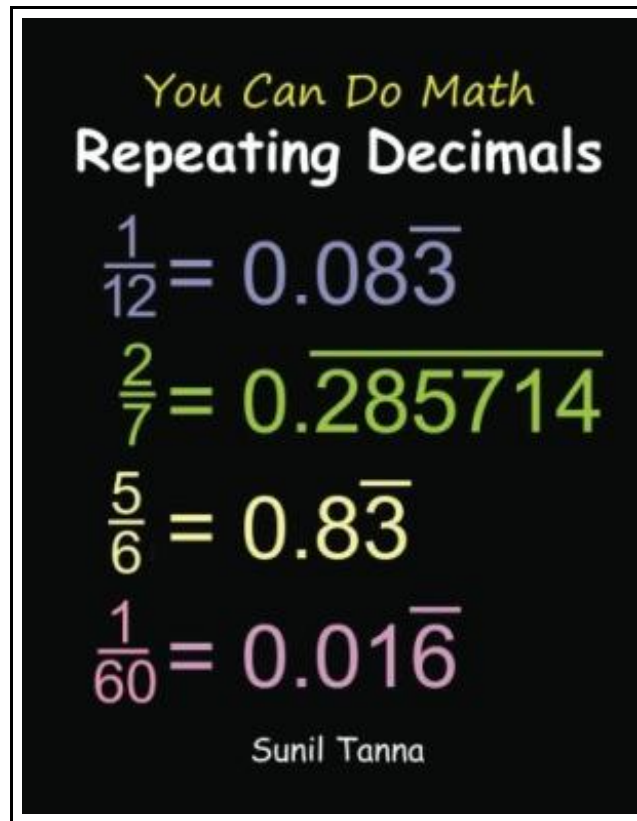 You Can Do Math
Repeating Decimals
1/12 = 0.083̅
2/7 = 0.2̅8̅5̅7̅1̅4̅
5/6 = 0.83̅
1/60 = 0.016̅
Sunil Tanna